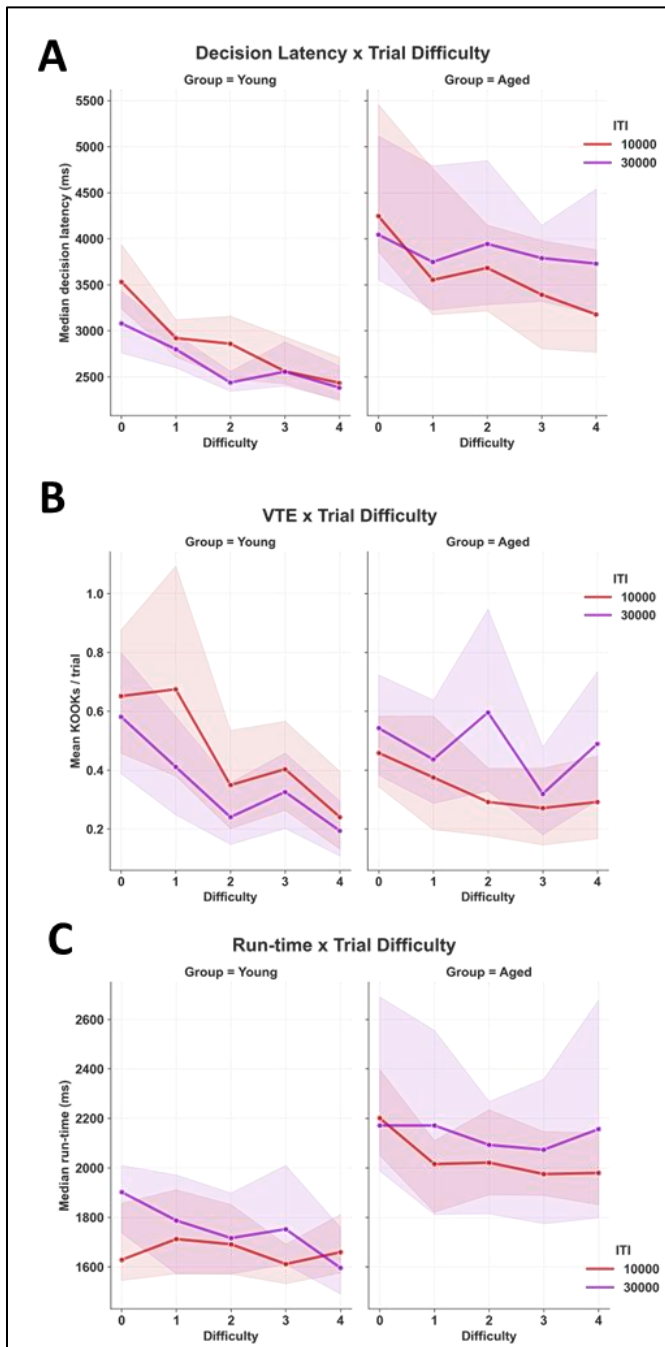 A
Decision Latency x Trial Difficulty
Group = Young
Group = Aged
Median decision latency (ms)
5500
5000
4500
4000
3500
3000
2500
ITI
10000
30000
0 1 2 3 4
0 1 2 3 4
Difficulty
Difficulty
B
VTE x Trial Difficulty
Group = Young
Group = Aged
Mean KOOKs / trial
1.0
0.8
0.6
0.4
0.2
ITI
10000
30000
0 1 2 3 4
0 1 2 3 4
Difficulty
Difficulty
C
Run-time x Trial Difficulty
Group = Young
Group = Aged
Median run-time (ms)
2600
2400
2200
2000
1800
1600
ITI
10000
30000
0 1 2 3 4
0 1 2 3 4
Difficulty
Difficulty